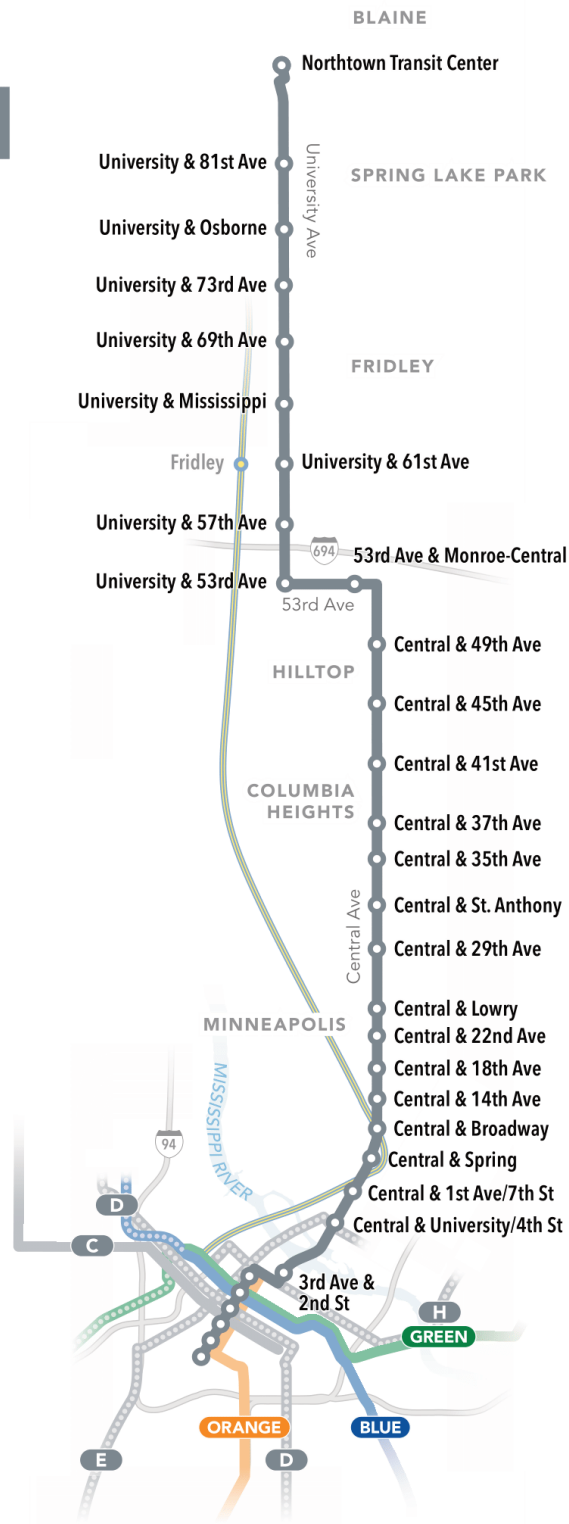 BLAINE
Northtown Transit Center
University & 81st Ave
University Ave
SPRING LAKE PARK
University & Osborne
University & 73rd Ave
University & 69th Ave
FRIDLEY
University & Mississippi
Fridley
University & 61st Ave
University & 57th Ave
694
53rd Ave & Monroe-Central
University & 53rd Ave
53rd Ave
Central & 49th Ave
HILLTOP
Central & 45th Ave
Central & 41st Ave
COLUMBIA
HEIGHTS
Central & 37th Ave
Central & 35th Ave
Central & St. Anthony
Central Ave
Central & 29th Ave
Central & Lowry
MINNEAPOLIS
Central & 22nd Ave
Central & 18th Ave
Central & 14th Ave
Central & Broadway
MISSISSIPPI RIVER
94
Central & Spring
Central & 1st Ave/7th St
D
Central & University/4th St
C
3rd Ave &
2nd St
H
GREEN
ORANGE
BLUE
E
D